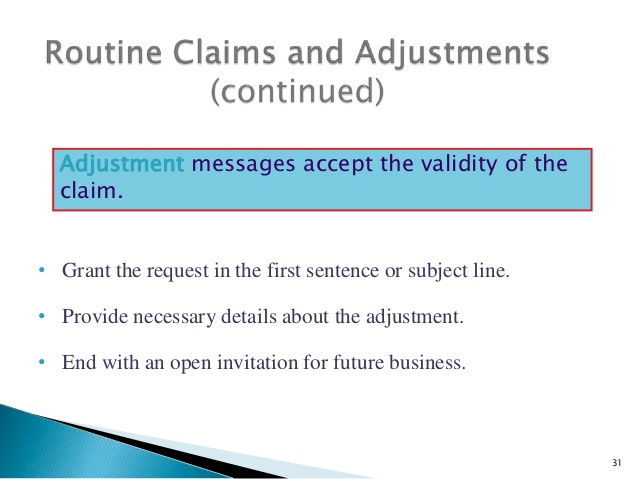 Routine Claims and Adjustments
(continued)
Adjustment messages accept the validity of the
claim.
• Grant the request in the first sentence or subject line.
• Provide necessary details about the adjustment.
• End with an open invitation for future business.
31